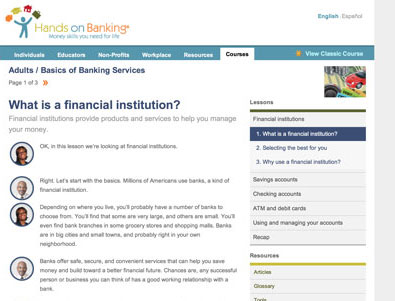 Hands on Banking®
Money skills you need for life
English | Español
Individuals Educators Non-Profits Workplace Resources Courses View Classic Course
Adults / Basics of Banking Services
Page 1 of 3
What is a financial institution?
Financial institutions provide products and services to help you manage
your money.
OK, in this lesson we're looking at financial institutions.
Right. Let's start with the basics. Millions of Americans use banks, a kind of
financial institution.
Depending on where you live, you'll probably have a number of banks to
choose from. You'll find that some are very large, and others are small. You'll
even find bank branches in some grocery stores and shopping malls. Banks
are in big cities and small towns, and probably right in your own
neighborhood.
Banks offer safe, secure, and convenient services that can help you save
money and build toward a better financial future. Chances are, any successful
person or business you can think of has a good working relationship with a
bank.
Lessons
Financial institutions
1. What is a financial institution?
2. Selecting the best for you
3. Why use a financial institution?
Savings accounts
Checking accounts
ATM and debit cards
Using and managing your accounts
Recap
Resources
Articles
Glossary
Tools